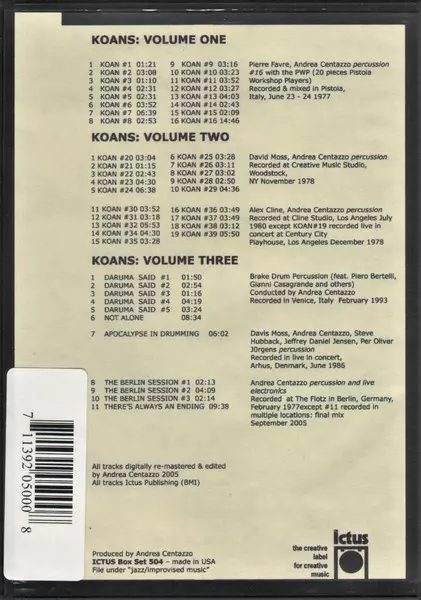 KOANS: VOLUME ONE
1 KOAN #1 01:21
2 KOAN #2 03:08
3 KOAN #3 01:10
4 KOAN #4 02:31
5 KOAN #5 02:31
6 KOAN #6 03:52
7 KOAN #7 06:39
8 KOAN #8 02:53
9 KOAN #9 03:16
10 KOAN #10 03:23
11 KOAN #11 03:52
12 KOAN #12 03:27
13 KOAN #13 04:03
14 KOAN #14 02:43
15 KOAN #15 02:09
16 KOAN #16 14:46
Pierre Favre, Andrea Centazzo percussion
#16 with the PWP (20 pieces Pistoia
Workshop Players)
Recorded & mixed in Pistoia,
Italy, June 23 - 24 1977
KOANS: VOLUME TWO
1 KOAN #20 03:04
2 KOAN #21 01:15
3 KOAN #22 02:43
4 KOAN #23 04:30
5 KOAN #24 06:38
6 KOAN #25 03:28
7 KOAN #26 03:11
8 KOAN #27 03:02
9 KOAN #28 02:50
10 KOAN #29 04:36
David Moss, Andrea Centazzo percussion
Recorded at Creative Music Studio,
Woodstock,
NY November 1978
11 KOAN #30 03:52
12 KOAN #31 03:18
13 KOAN #32 05:53
14 KOAN #34 04:30
15 KOAN #35 03:28
16 KOAN #36 03:49
17 KOAN #37 03:49
18 KOAN #38 03:12
19 KOAN #39 05:50
Alex Cline, Andrea Centazzo percussion
Recorded at Cline Studio, Los Angeles July
1980 except KOAN#19 recorded live in
concert at Century City
Playhouse, Los Angeles December 1978
KOANS: VOLUME THREE
1 DARUMA SAID #1 01:50
2 DARUMA SAID #2 02:54
3 DARUMA SAID #3 01:16
4 DARUMA SAID #4 04:19
5 DARUMA SAID #5 03:24
6 NOT ALONE 08:34
Brake Drum Percussion (feat. Piero Bertelli,
Gianni Casagrande and others)
Conducted by Andrea Centazzo
Recorded in Venice, Italy February 1993
7 APOCALYPSE IN DRUMMING 06:02
Davis Moss, Andrea Centazzo, Steve
Hubback, Jeffrey Daniel Jensen, Per Oliver
Jörgens percussion
Recorded in live in concert,
Arhus, Denmark, June 1986
8 THE BERLIN SESSION #1 02:13
9 THE BERLIN SESSION #2 04:09
10 THE BERLIN SESSION #3 02:14
11 THERE'S ALWAYS AN ENDING 09:38
Andrea Centazzo percussion and live
electronics
Recorded at The Flotz in Berlin, Germany,
February 1977except #11 recorded in
multiple locations: final mix
September 2005
7 11392 05000 8
All tracks digitally re-mastered & edited
by Andrea Centazzo 2005
All tracks Ictus Publishing (BMI)
Produced by Andrea Centazzo
ICTUS Box Set 504 - made in USA
File under "jazz/improvised music"
the creative
label
for creative
music
Ictus